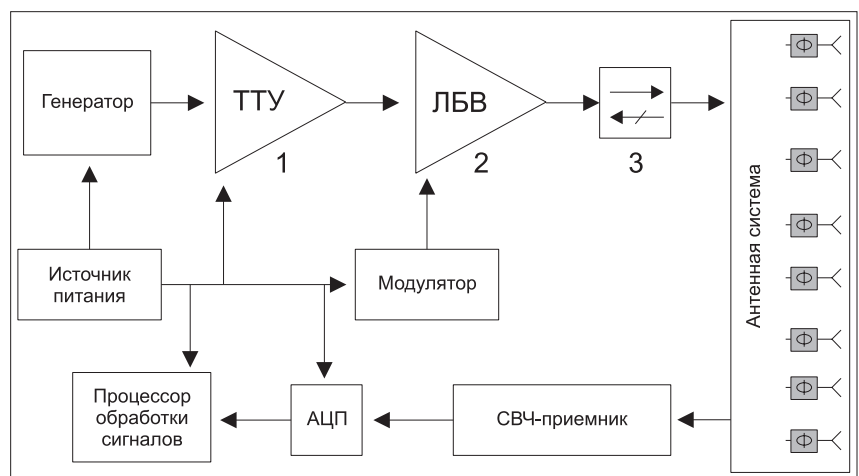 Генератор
ТТУ
ЛБВ
1
2
3
Антенная система
Ф
Ф
Ф
Ф
Ф
Ф
Ф
Ф
Источник
питания
Модулятор
Процессор
обработки
сигналов
АЦП
СВЧ-приемник